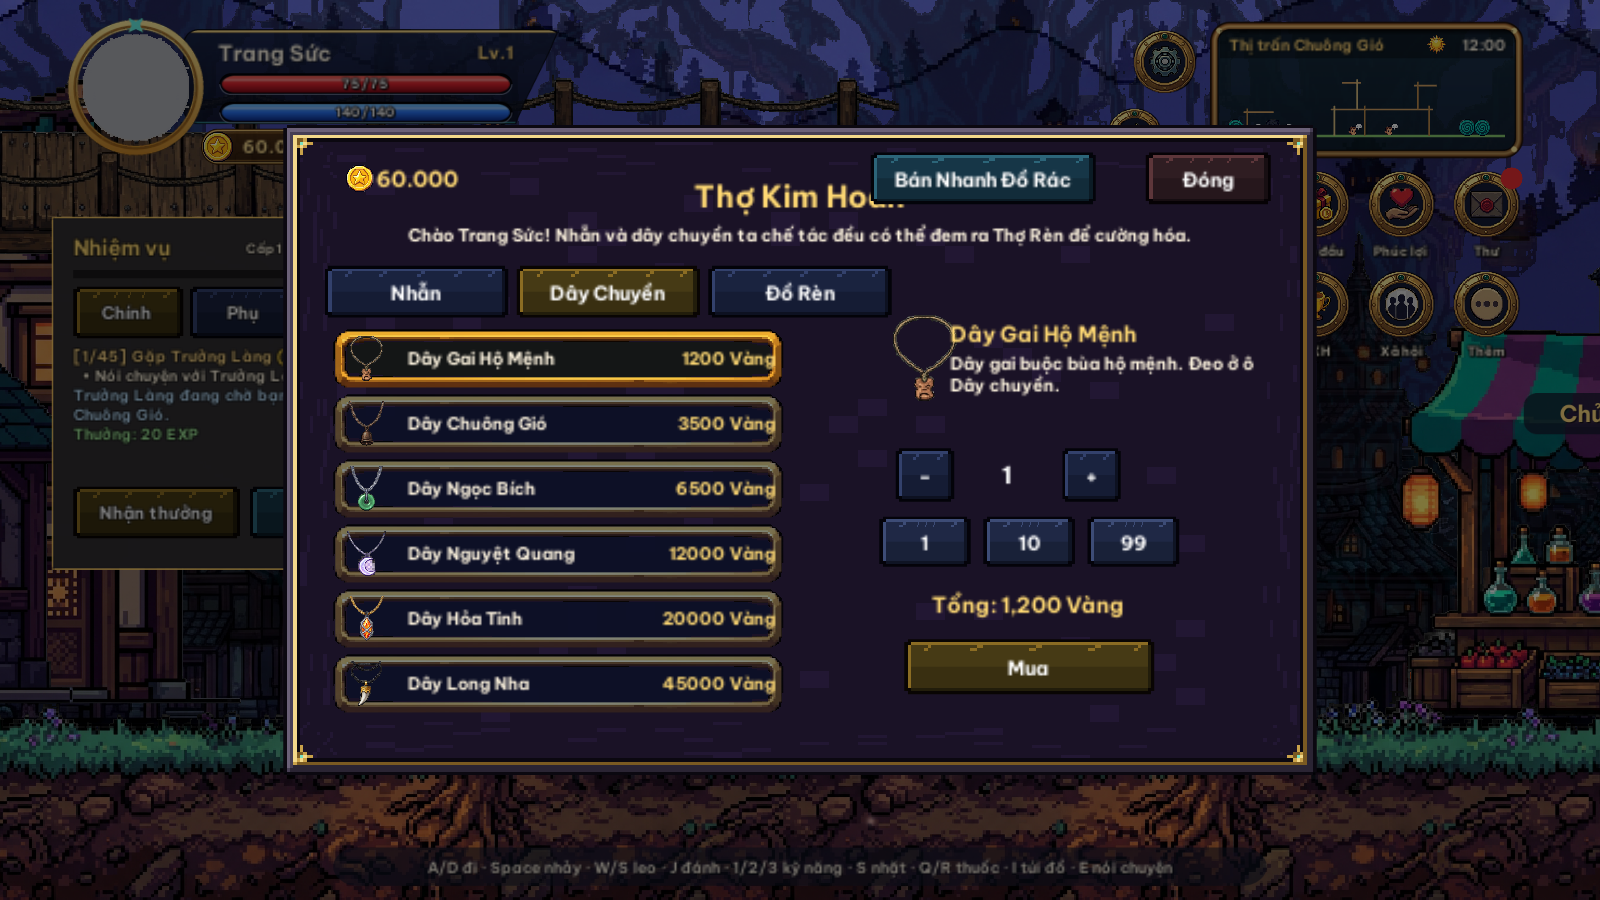 Trang Sức
Lv.1
75/75
140/140
60.0
Thị trấn Chuông Gió
12:00
60.000
Thợ Kim
Bán Nhanh Đồ Rác
Đóng
Chào Trang Sức! Nhẫn và dây chuyền ta chế tác đều có thể đem ra Thợ Rèn để cường hóa.
Nhẫn
Dây Chuyền
Đồ Rèn
Dây Gai Hộ Mệnh
1200 Vàng
Dây Chuông Gió
3500 Vàng
Dây Ngọc Bích
6500 Vàng
Dây Nguyệt Quang
12000 Vàng
Dây Hỏa Tinh
20000 Vàng
Dây Long Nha
45000 Vàng
Dây Gai Hộ Mệnh
Dây gai buộc bùa hộ mệnh. Đeo ở ô
Dây chuyền.
-
1
+
1
10
99
Tổng: 1,200 Vàng
Mua
Nhiệm vụ
Cấp 1
Chính
Phụ
[1/45] Gặp Trưởng Làng (
• Nói chuyện với Trưởng L
Trưởng Làng đang chờ bạn
Chuông Gió.
Thưởng: 20 EXP
Nhận thưởng
đầu
Phúc lợi
Thư
Xã hội
Thêm
Chủ
A/D đi · Space nhảy · W/S leo · J đánh · 1/2/3 kỹ năng · S nhặt · Q/R thuốc · I túi đồ · E nói chuyện